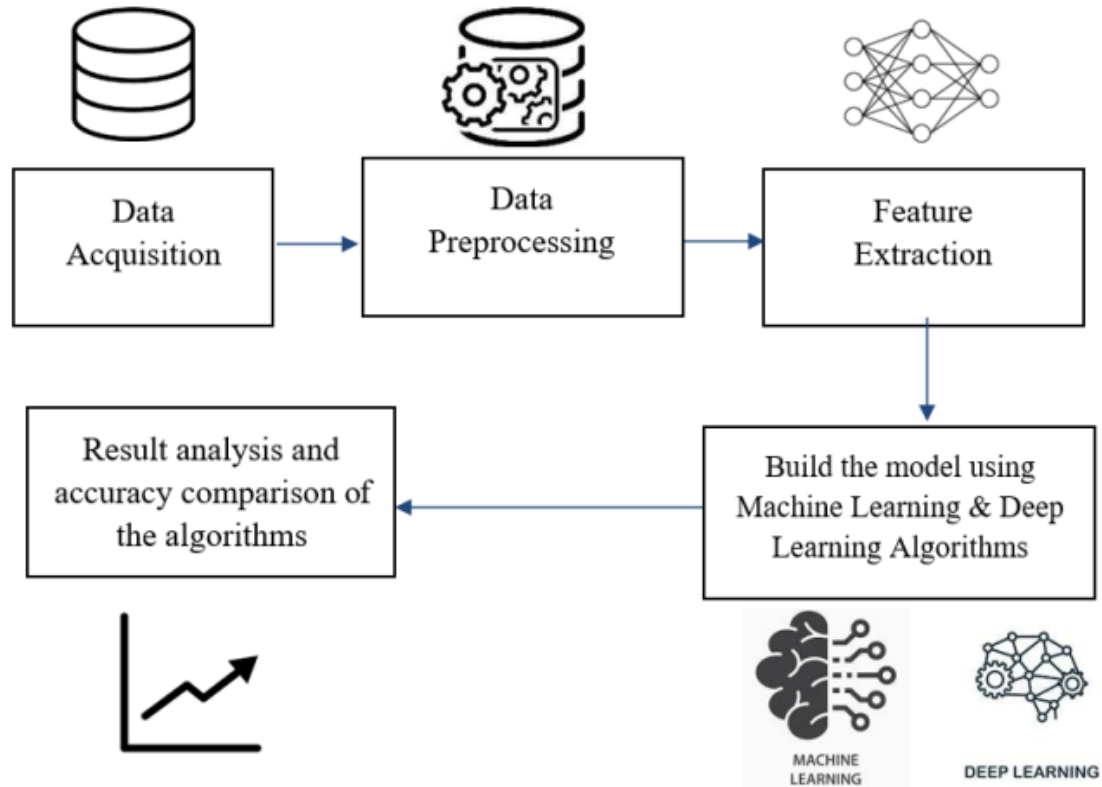 Data
Acquisition
Data
Preprocessing
Feature
Extraction
Build the model using
Machine Learning & Deep
Learning Algorithms
Result analysis and
accuracy comparison of
the algorithms
MACHINE
LEARNING
DEEP LEARNING